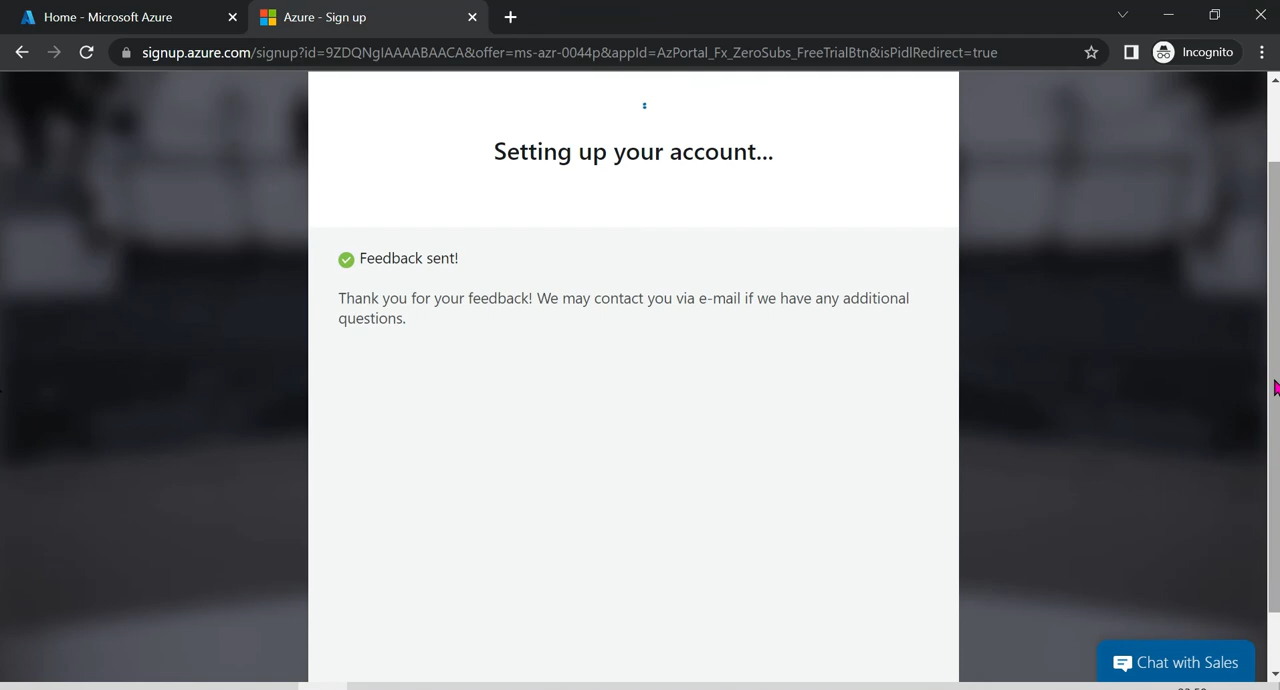 Home - Microsoft Azure
Azure - Sign up
signup.azure.com/signup?id=9ZDQNgIAAAABAACA&offer=ms-azr-0044p&appId=AzPortal_Fx_ZeroSubs_FreeTrialBtn&isPidlRedirect=true
Incognito
Setting up your account...
Feedback sent!
Thank you for your feedback! We may contact you via e-mail if we have any additional
questions.
Chat with Sales